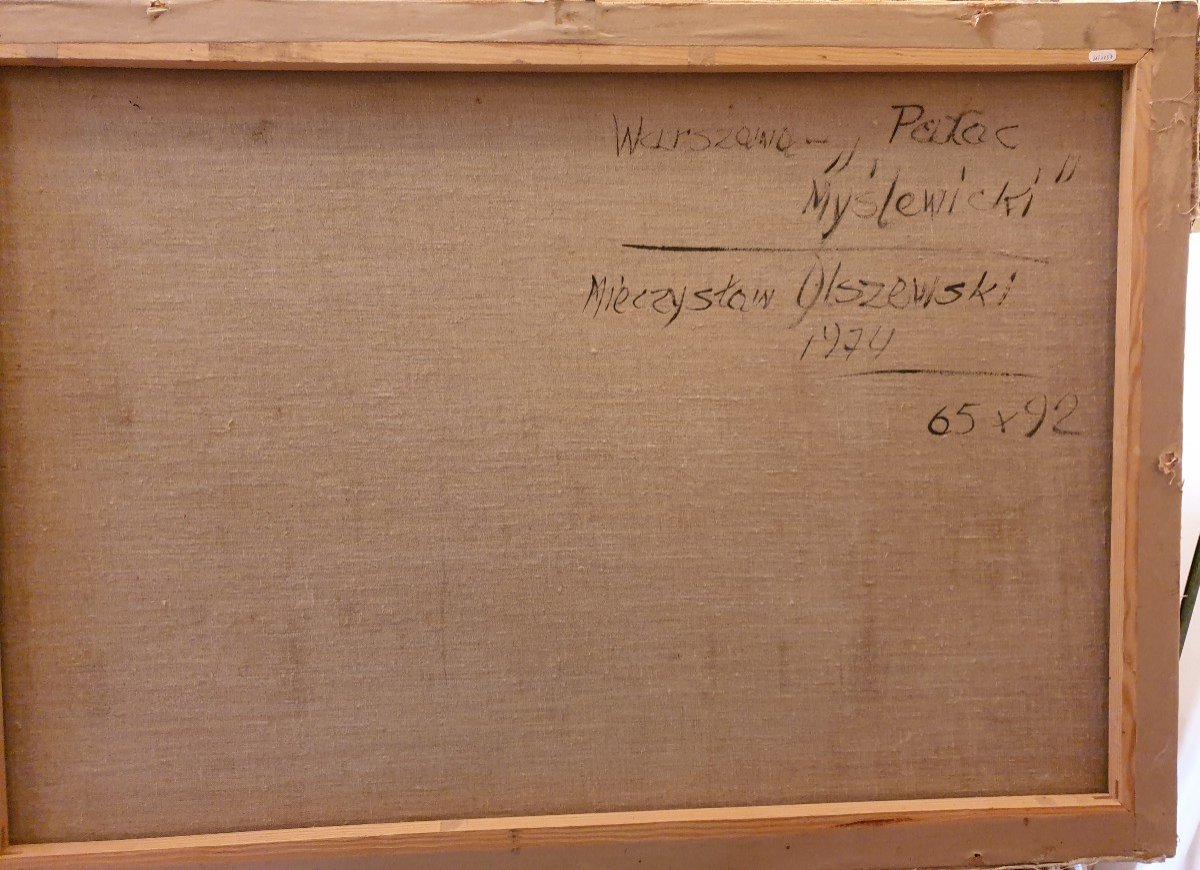 Warszawa - „Pałac
Myślewicki”
Mieczysław Olszewski
1974
65 x 92